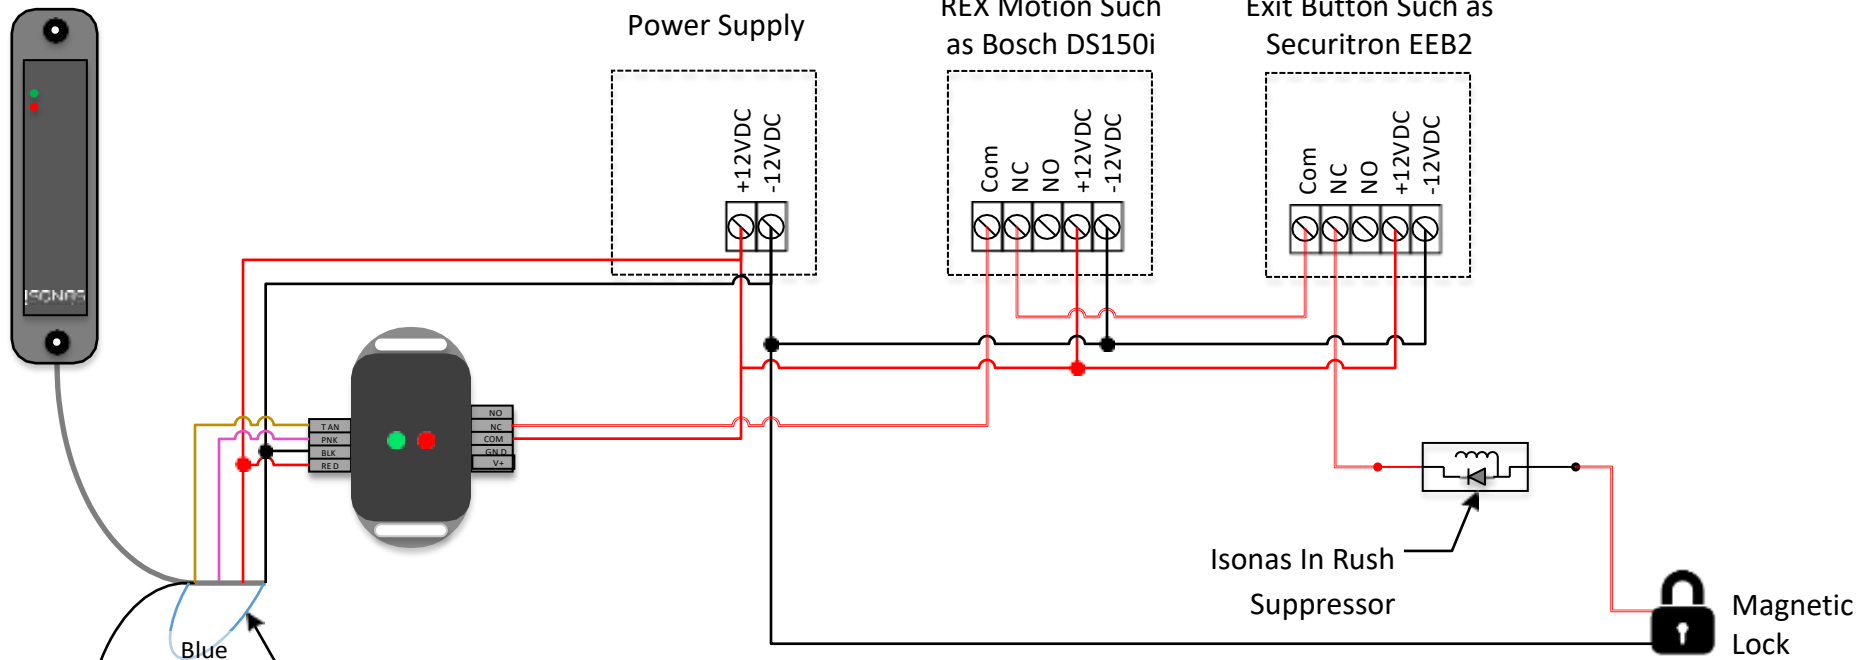 REX Motion Such
as Bosch DS150i
Exit Button Such as
Securitron EEB2
Power Supply
+12VDC
-12VDC
Com
NC
NO
+12VDC
-12VDC
Com
NC
NO
+12VDC
-12VDC
ISONAS
TAN
PNK
BLK
RED
NO
NC
COM
GND
V+
Isonas In Rush
Suppressor
Magnetic
Lock
Blue